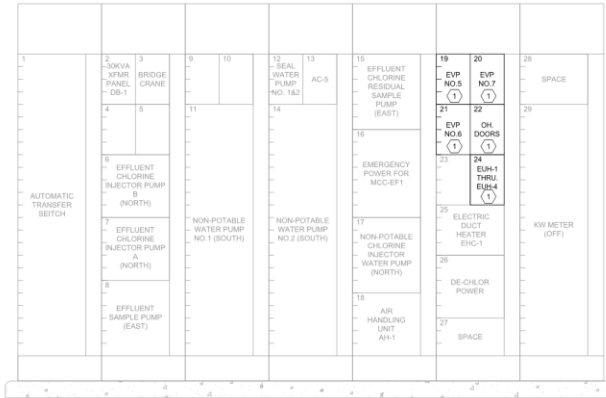 1
AUTOMATIC
TRANSFER
SEITCH
2
30KVA
XFMR
PANEL
DB-1
3
BRIDGE
CRANE
4
5
6
EFFLUENT
CHLORINE
INJECTOR PUMP
B
(NORTH)
7
EFFLUENT
CHLORINE
INJECTOR PUMP
A
(NORTH)
8
EFFLUENT
SAMPLE PUMP
(EAST)
9
10
11
NON-POTABLE
WATER PUMP
NO.1 (SOUTH)
12
SEAL
WATER
PUMP
NO. 1&2
13
AC-5
14
NON-POTABLE
WATER PUMP
NO.2 (SOUTH)
15
EFFLUENT
CHLORINE
RESIDUAL
SAMPLE
PUMP
(EAST)
16
EMERGENCY
POWER FOR
MCC-EF1
17
NON-POTABLE
CHLORINE
INJECTOR
WATER PUMP
(NORTH)
18
AIR
HANDLING
UNIT
AH-1
19
EVP
NO.5
1
20
EVP
NO.7
1
21
EVP
NO.6
1
22
OH.
DOORS
1
23
24
EUH-1
THRU.
EUH-4
1
25
ELECTRIC
DUCT
HEATER
EHC-1
26
DE-CHLOR
POWER
27
SPACE
28
SPACE
29
KW METER
(OFF)